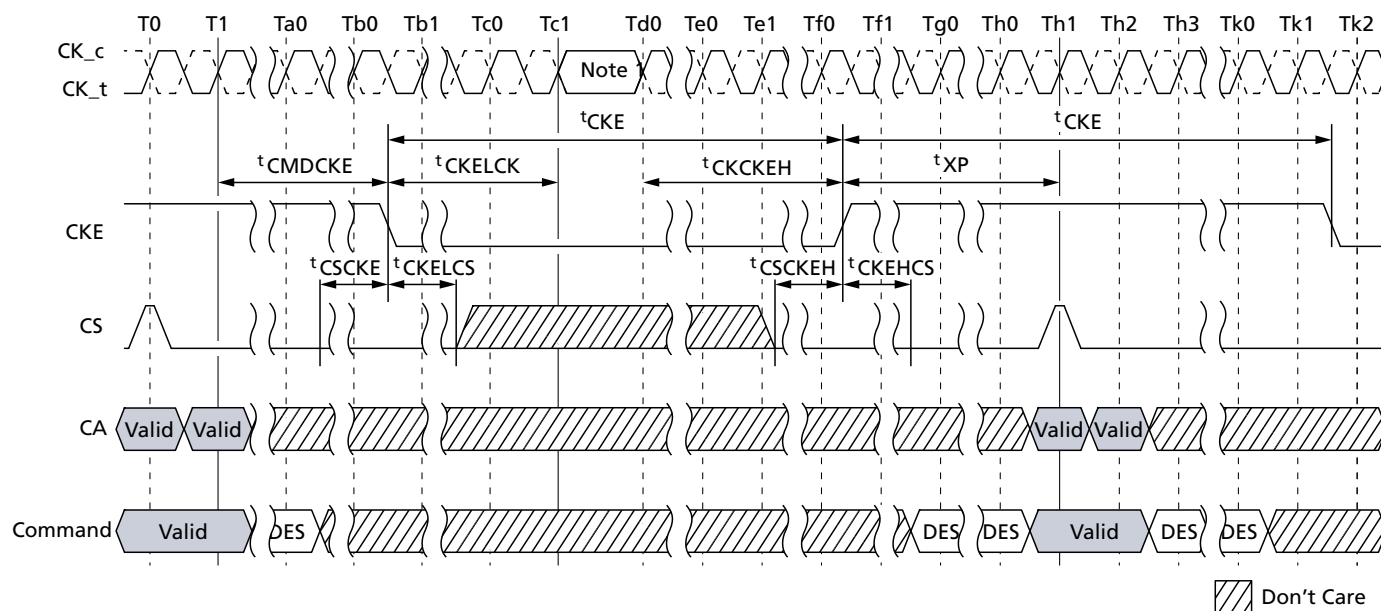 T0 T1 Ta0 Tb0 Tb1 Tc0 Tc1 Td0 Te0 Te1 Tf0 Tf1 Tg0 Th0 Th1 Th2 Th3 Tk0 Tk1 Tk2
CK_c
CK_t
Note 1
tCKE tCKE
tCMDCKE tCKELCK tCKCKEH tXP
CKE
tCSCKE tCKELCS tCSCKEH tCKEHCS
CS
CA Valid Valid Valid Valid
Command Valid DES DES DES Valid DES DES
Don't Care